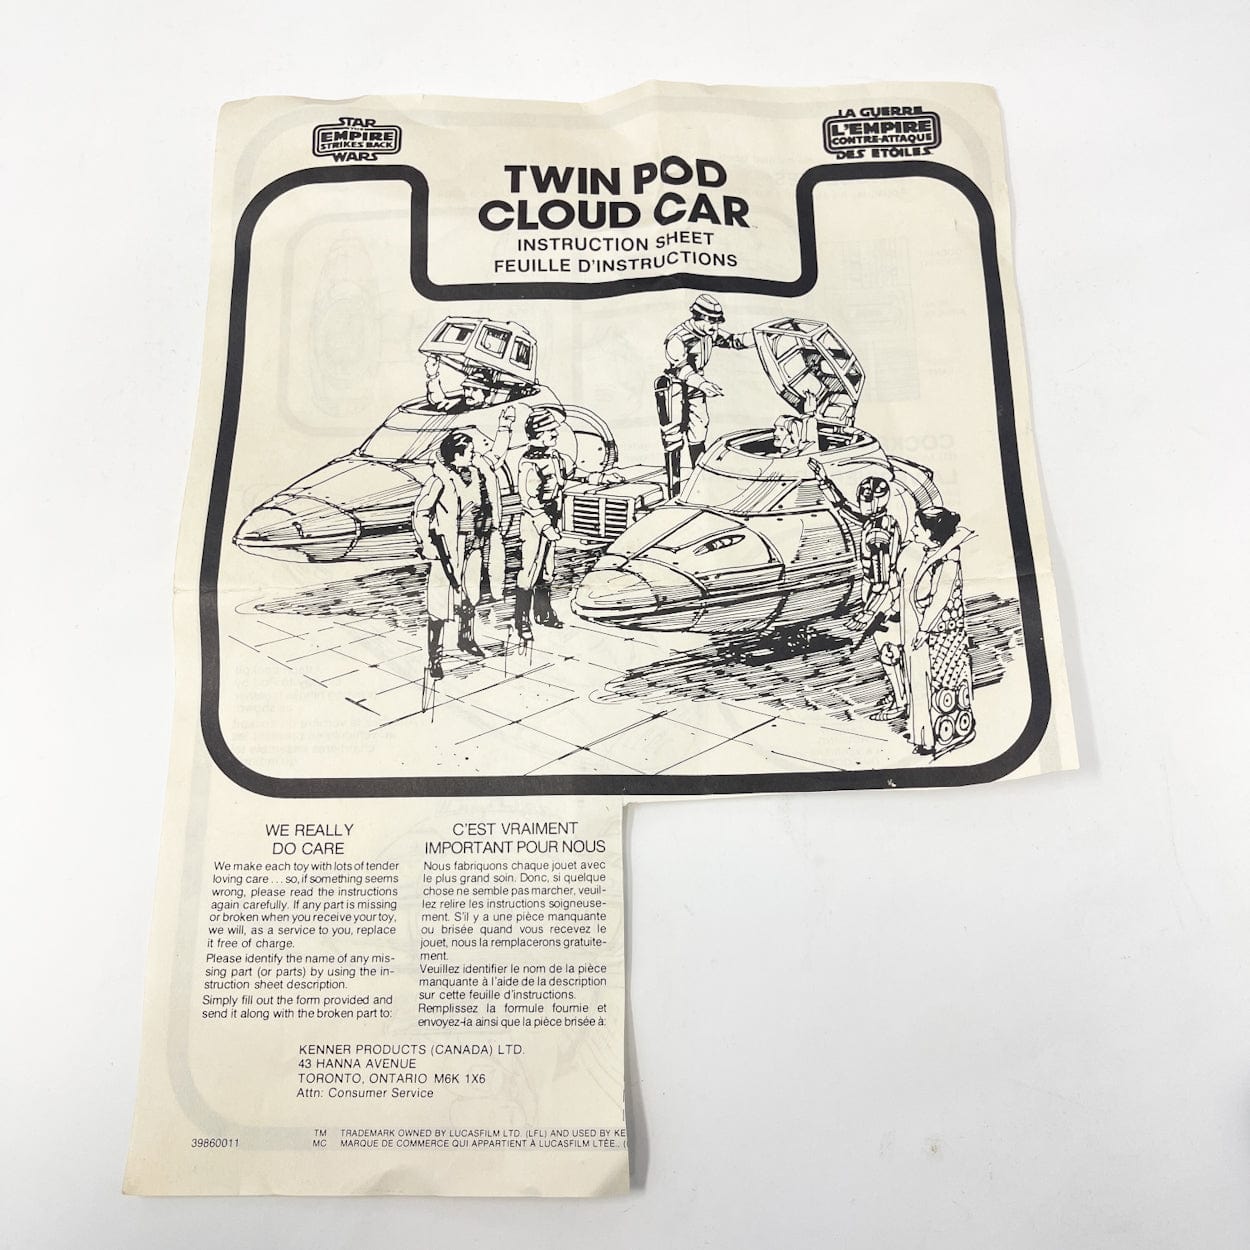 STAR
THE
EMPIRE
STRIKES BACK
WARS
LA GUERRE
L'EMPIRE
CONTRE-ATTAQUE
DES ETOILES
TWIN POD
CLOUD CAR
INSTRUCTION SHEET
FEUILLE D'INSTRUCTIONS
WE REALLY
DO CARE
We make each toy with lots of tender
loving care . . . so, if something seems
wrong, please read the instructions
again carefully. If any part is missing
or broken when you receive your toy,
we will, as a service to you, replace
it free of charge.
Please identify the name of any mis-
sing part (or parts) by using the in-
struction sheet description.
Simply fill out the form provided and
send it along with the broken part to:
C'EST VRAIMENT
IMPORTANT POUR NOUS
Nous fabriquons chaque jouet avec
le plus grand soin. Donc, si quelque
chose ne semble pas marcher, veuil-
lez relire les instructions soigneuse-
ment. S'il y a une pièce manquante
ou brisée quand vous recevez le
jouet, nous la remplacerons gratuite-
ment.
Veuillez identifier le nom de la pièce
manquante à l'aide de la description
sur cette feuille d'instructions.
Remplissez la formule fournie et
envoyez-la ainsi que la pièce brisée à:
KENNER PRODUCTS (CANADA) LTD.
43 HANNA AVENUE
TORONTO, ONTARIO M6K 1X6
Attn: Consumer Service
39860011
TM TRADEMARK OWNED BY LUCASFILM LTD. (LFL) AND USED BY KE
MC MARQUE DE COMMERCE QUI APPARTIENT À LUCASFILM LTÉE., (